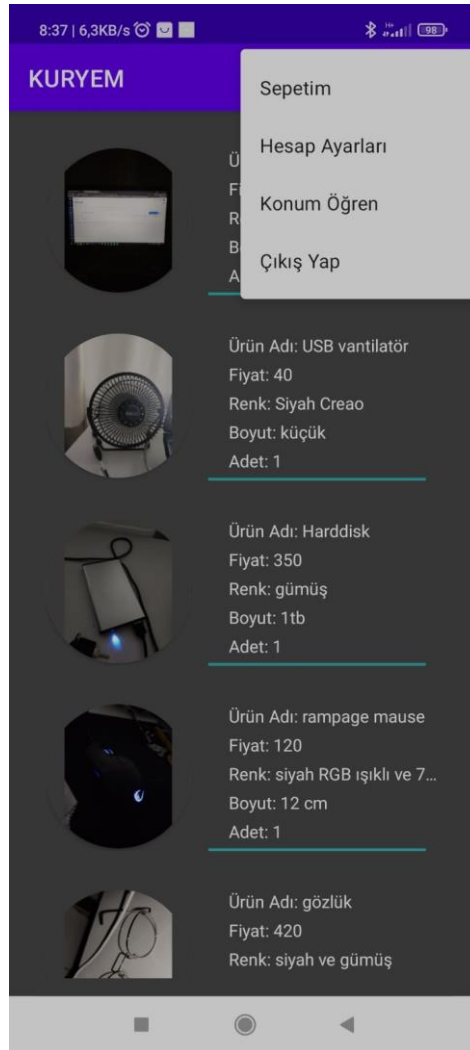 8:37 | 6,3KB/s
98
KURYEM
Sepetim
Hesap Ayarları
Konum Öğren
Çıkış Yap
Ürün Adı: USB vantilatör
Fiyat: 40
Renk: Siyah Creao
Boyut: küçük
Adet: 1
Ürün Adı: Harddisk
Fiyat: 350
Renk: gümüş
Boyut: 1tb
Adet: 1
Ürün Adı: rampage mause
Fiyat: 120
Renk: siyah RGB ışıklı ve 7...
Boyut: 12 cm
Adet: 1
Ürün Adı: gözlük
Fiyat: 420
Renk: siyah ve gümüş